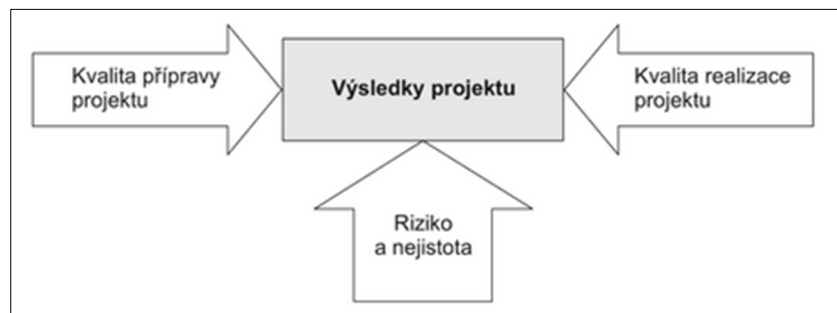 Kvalita přípravy
projektu
Výsledky projektu
Kvalita realizace
projektu
Riziko
a nejistota